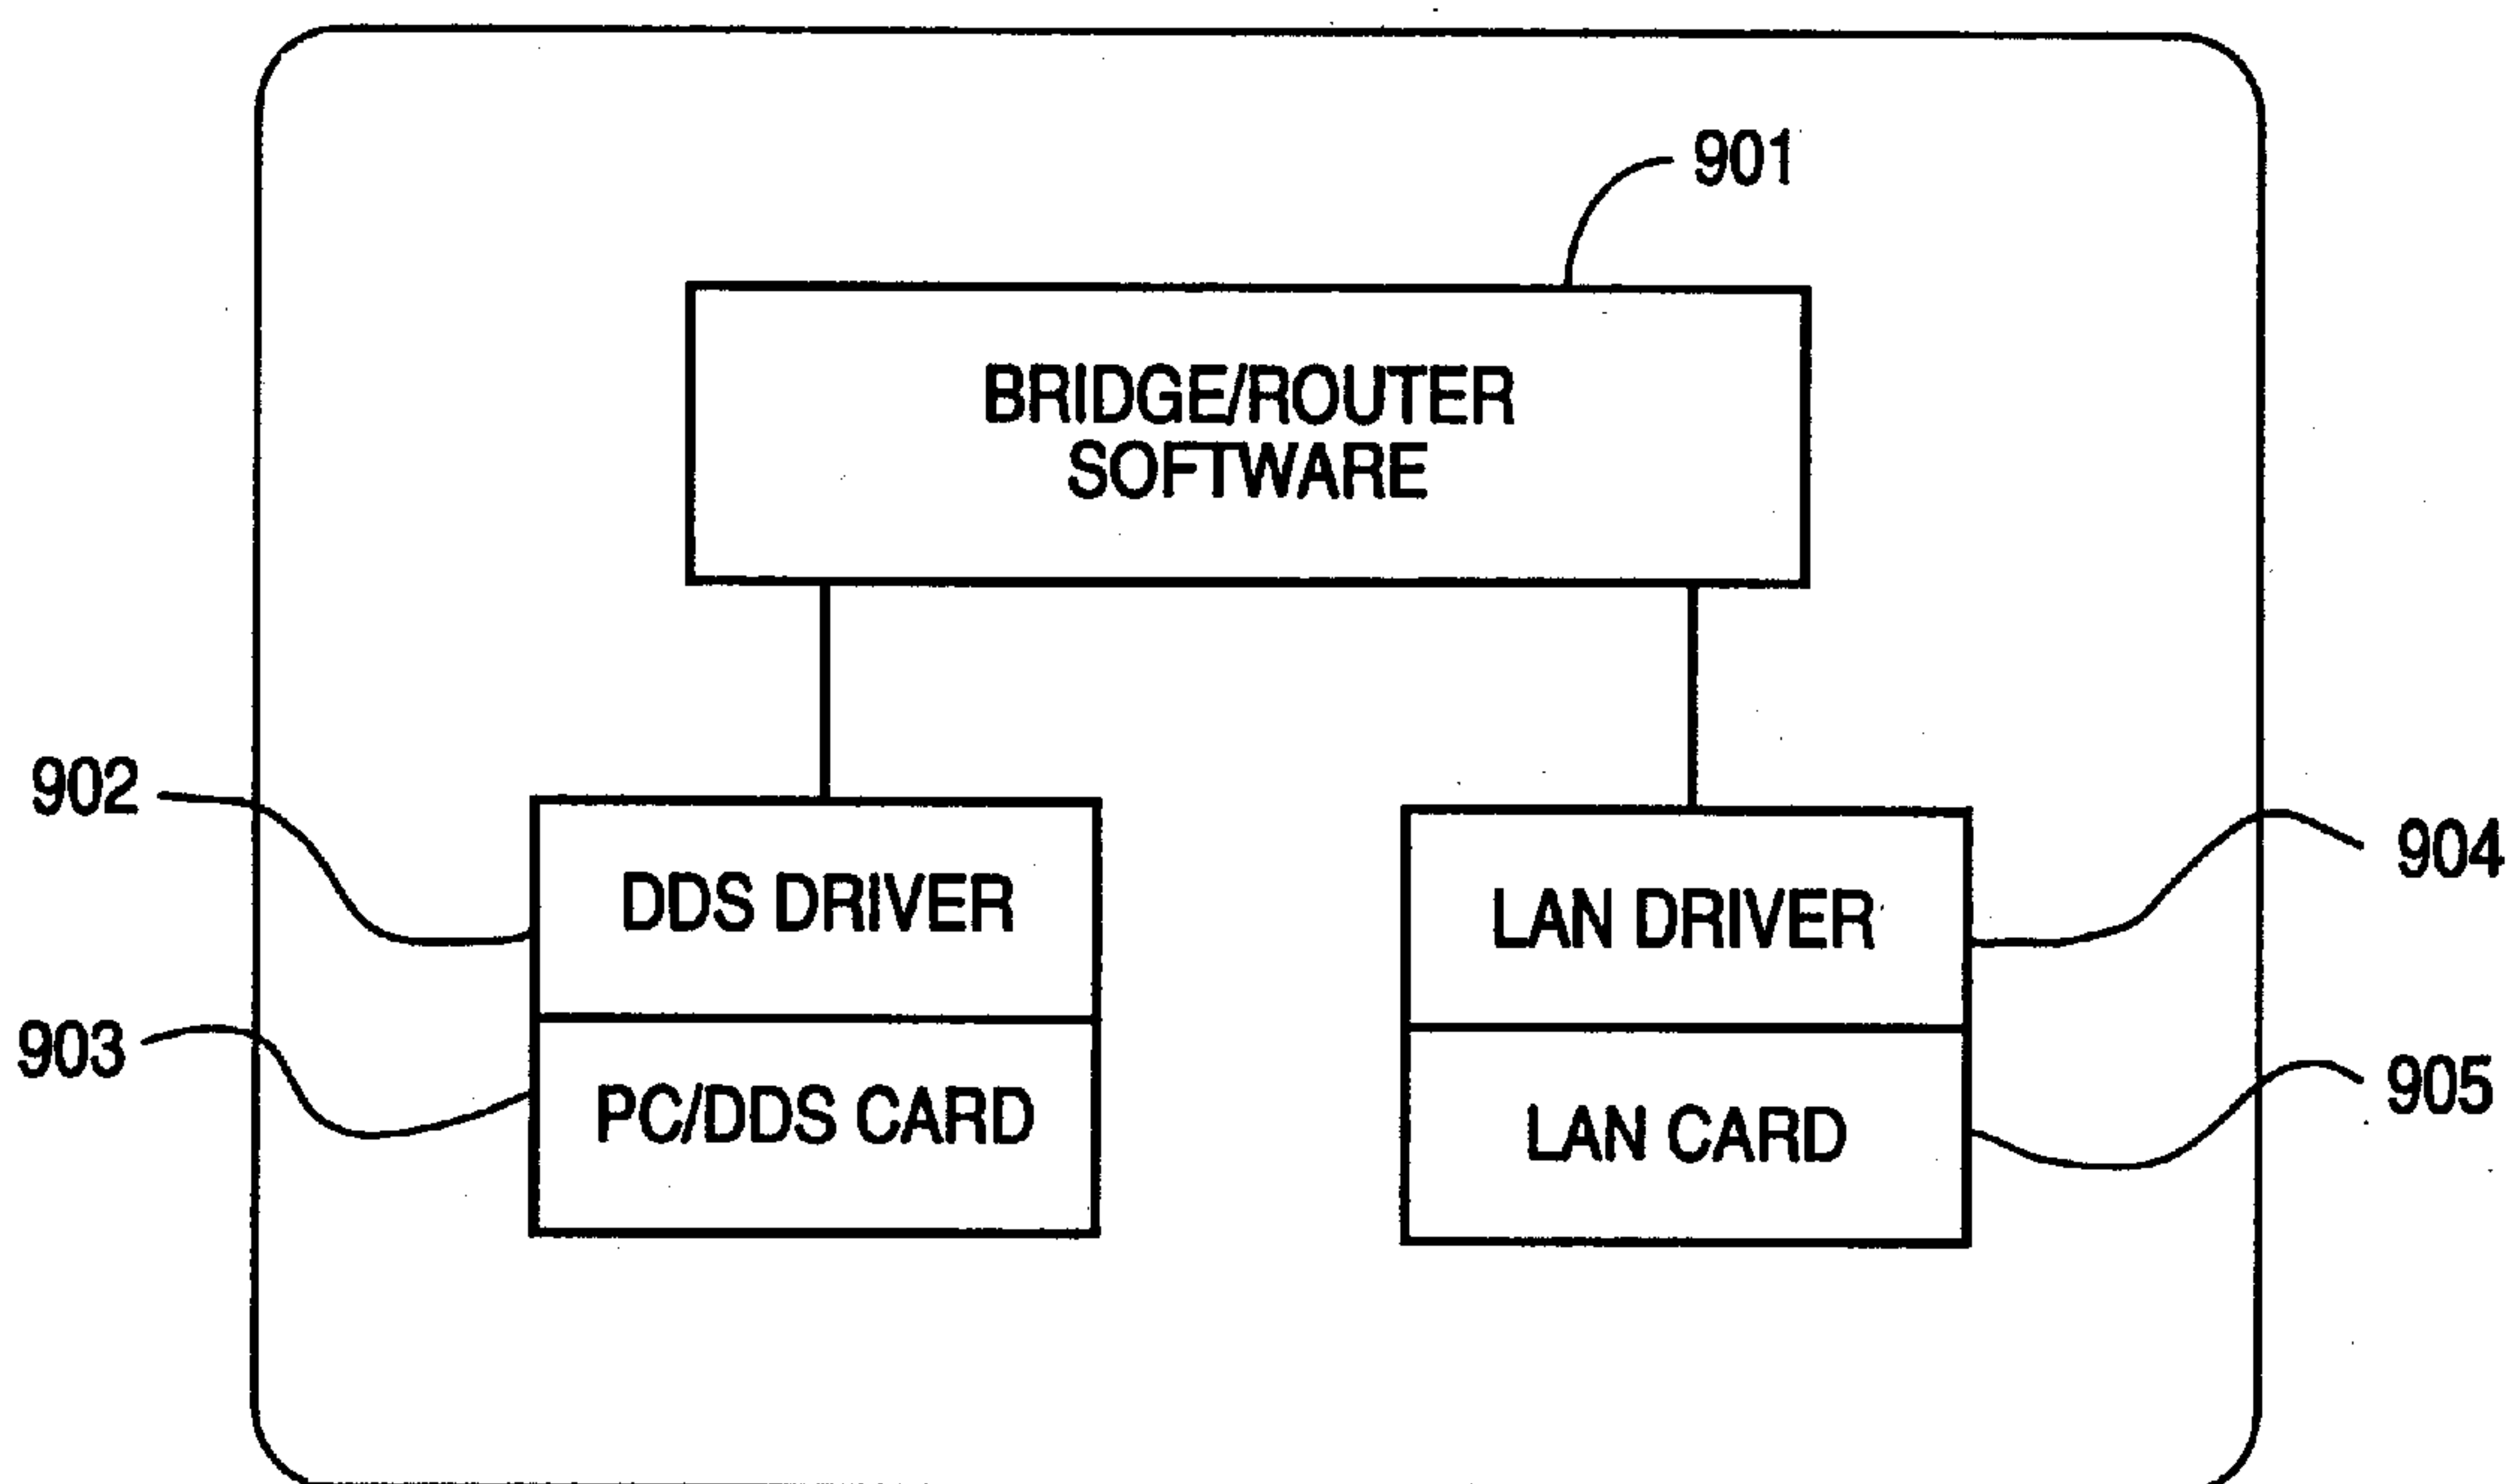 901
BRIDGE/ROUTER
SOFTWARE
902
DDS DRIVER
LAN DRIVER
904
903
PC/DDS CARD
LAN CARD
905